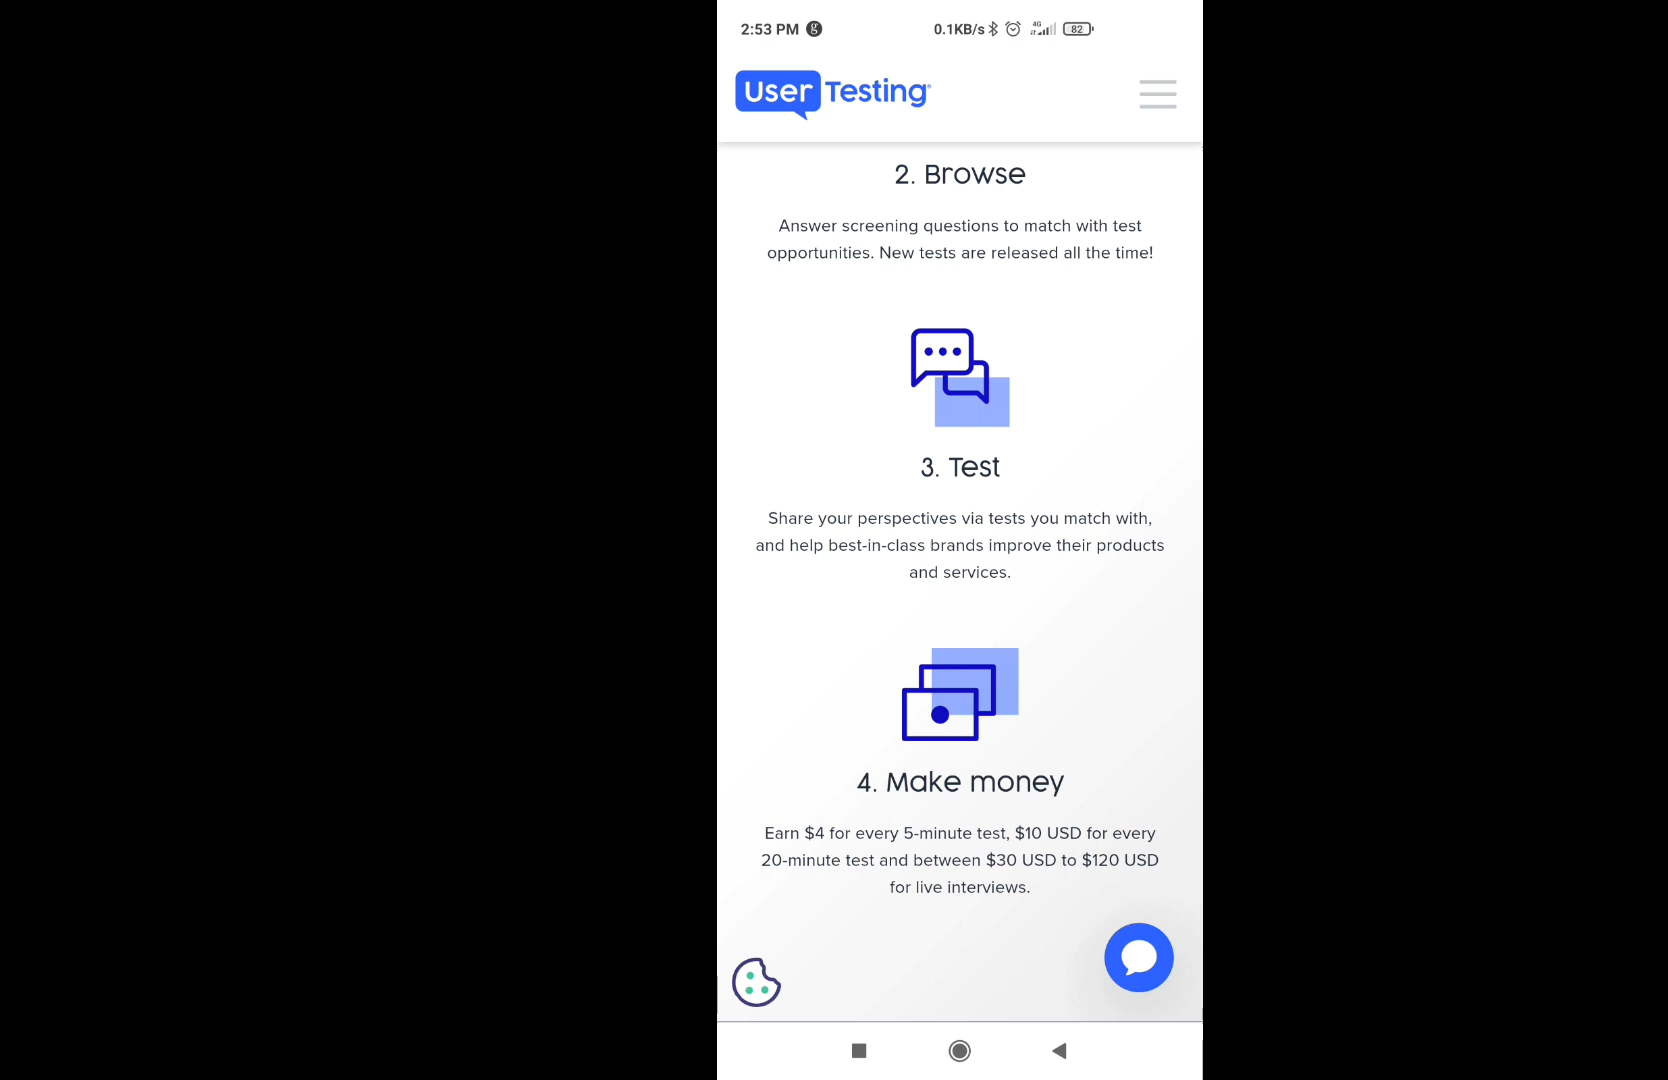 2:53 PM g 0.1KB/s 4G 82
User Testing
2. Browse
Answer screening questions to match with test
opportunities. New tests are released all the time!
3. Test
Share your perspectives via tests you match with,
and help best-in-class brands improve their products
and services.
4. Make money
Earn $4 for every 5-minute test, $10 USD for every
20-minute test and between $30 USD to $120 USD
for live interviews.